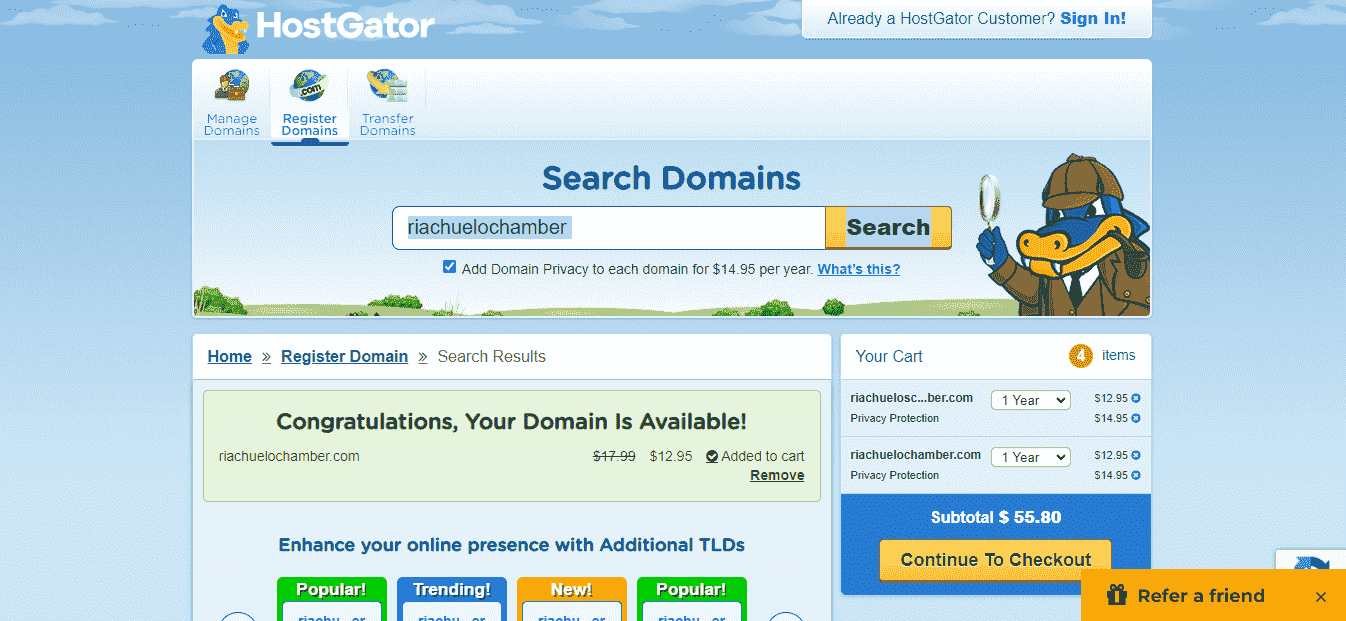 HostGator
Already a HostGator Customer? Sign In!
Manage Domains
Register Domains
Transfer Domains
.com
Search Domains
riachuelochamber
Search
Add Domain Privacy to each domain for $14.95 per year. What's this?
Home » Register Domain » Search Results
Congratulations, Your Domain Is Available!
riachuelochamber.com $17.99 $12.95 Added to cart
Remove
Enhance your online presence with Additional TLDs
Popular! Trending! New! Popular!
Your Cart 4 items
riachuelosc...ber.com 1 Year $12.95
Privacy Protection $14.95
riachuelochamber.com 1 Year $12.95
Privacy Protection $14.95
Subtotal $ 55.80
Continue To Checkout
Refer a friend ×